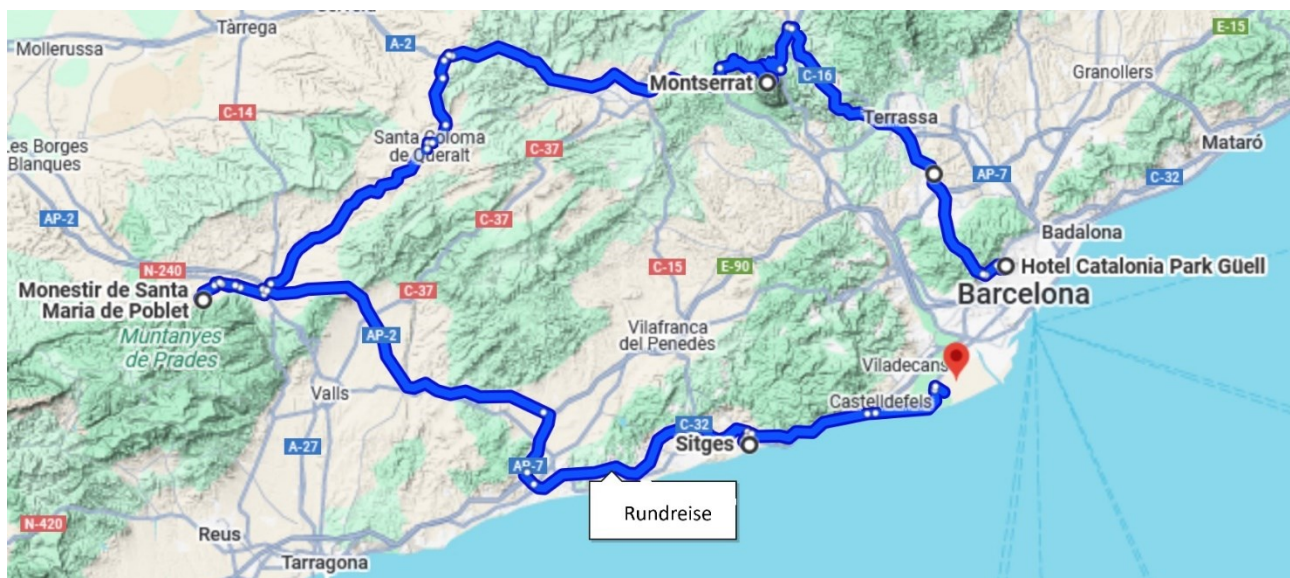 Tàrrega
Mollerussa
A-2
E-15
Granollers
Montserrat
C-16
C-14
Terrassa
Santa Coloma
de Queralt
Les Borges
Blanques
C-37
Mataró
AP-7
C-32
AP-2
C-37
Badalona
N-240
E-90
C-15
Hotel Catalonia Park Güell
Monestir de Santa
Maria de Poblet
C-37
Barcelona
Muntanyes
de Prades
AP-2
Vilafranca
del Penedès
Viladecans
Valls
Castelldefels
C-32
Sitges
A-27
AP-7
Rundreise
N-420
Reus
Tarragona